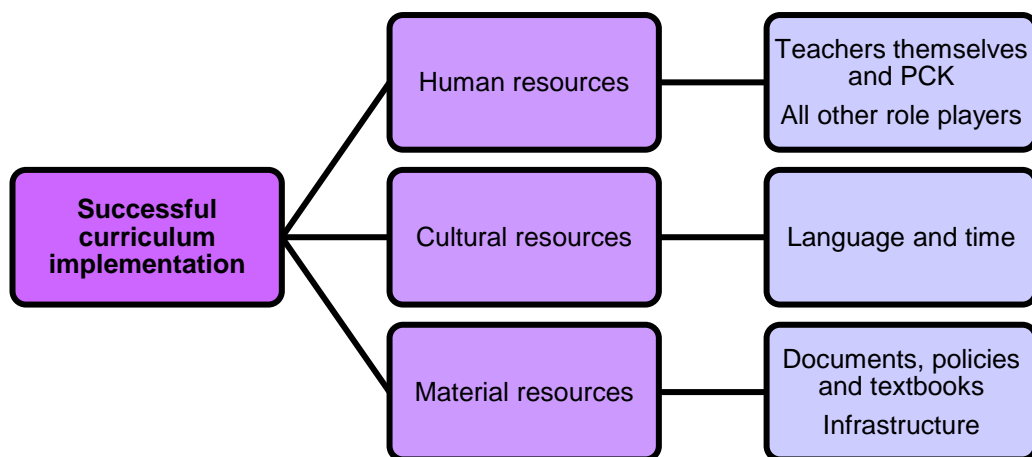 Successful
curriculum
implementation
Human resources
Teachers themselves
and PCK
All other role players
Cultural resources
Language and time
Material resources
Documents, policies
and textbooks
Infrastructure